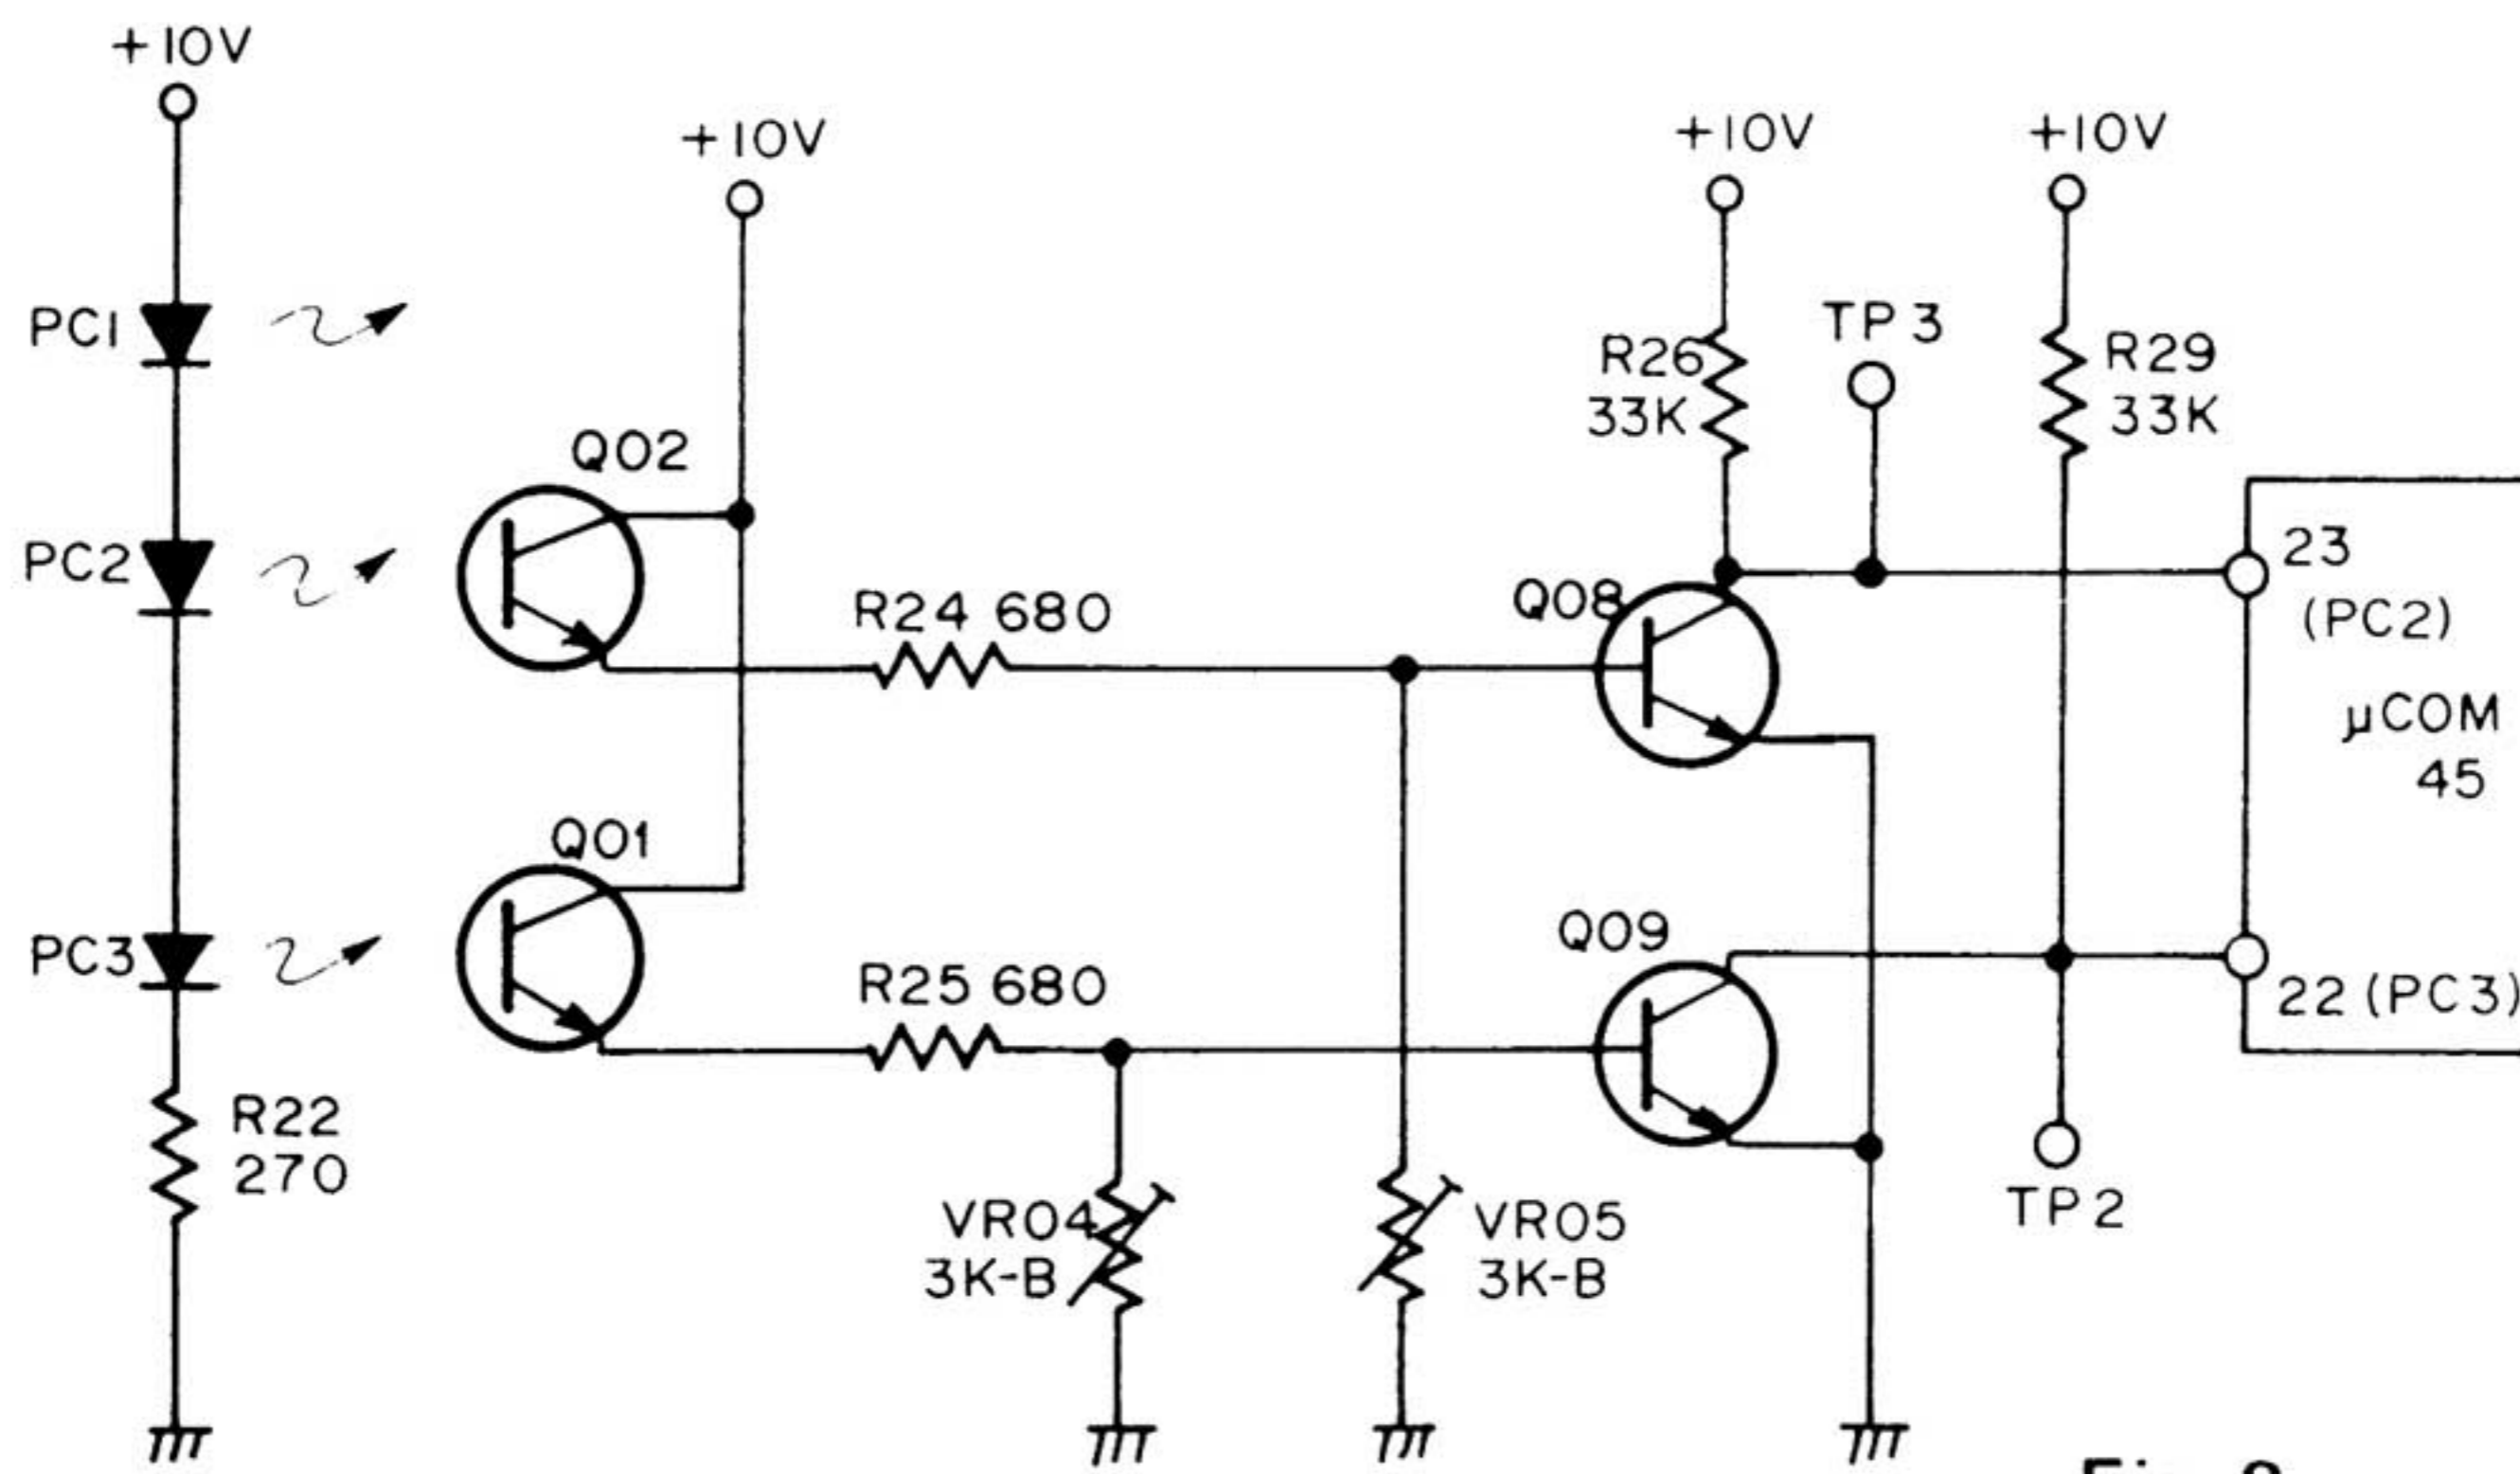 +10V
+10V
+10V
+10V
PC1
TP3
R26
33K
R29
33K
Q02
PC2
R24 680
Q08
23
(PC2)
μCOM
45
Q01
Q09
PC3
R25 680
22 (PC3)
R22
270
VR04
3K-B
VR05
3K-B
TP2